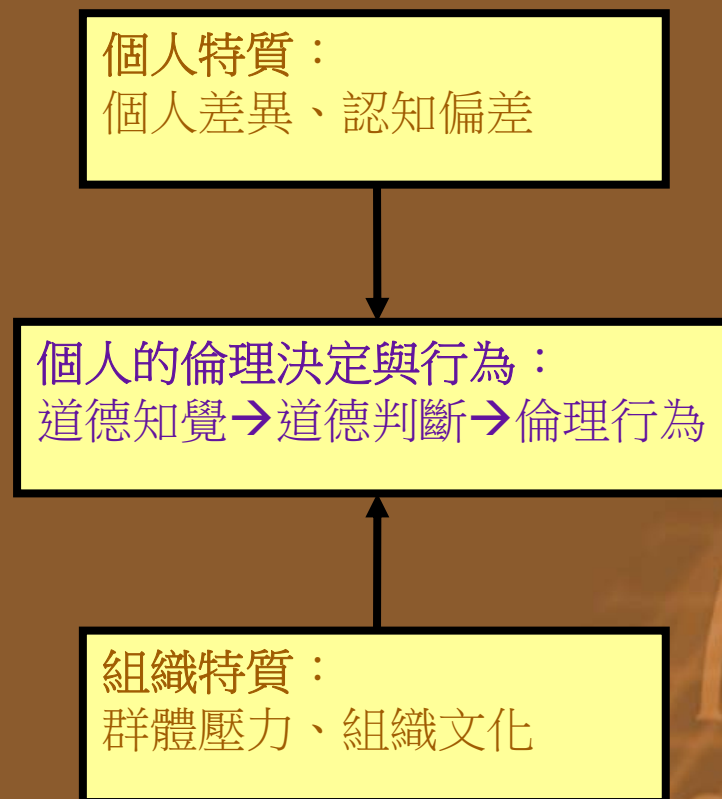 個人特質：
個人差異、認知偏差
個人的倫理決定與行為：
道德知覺→道德判斷→倫理行為
組織特質：
群體壓力、組織文化